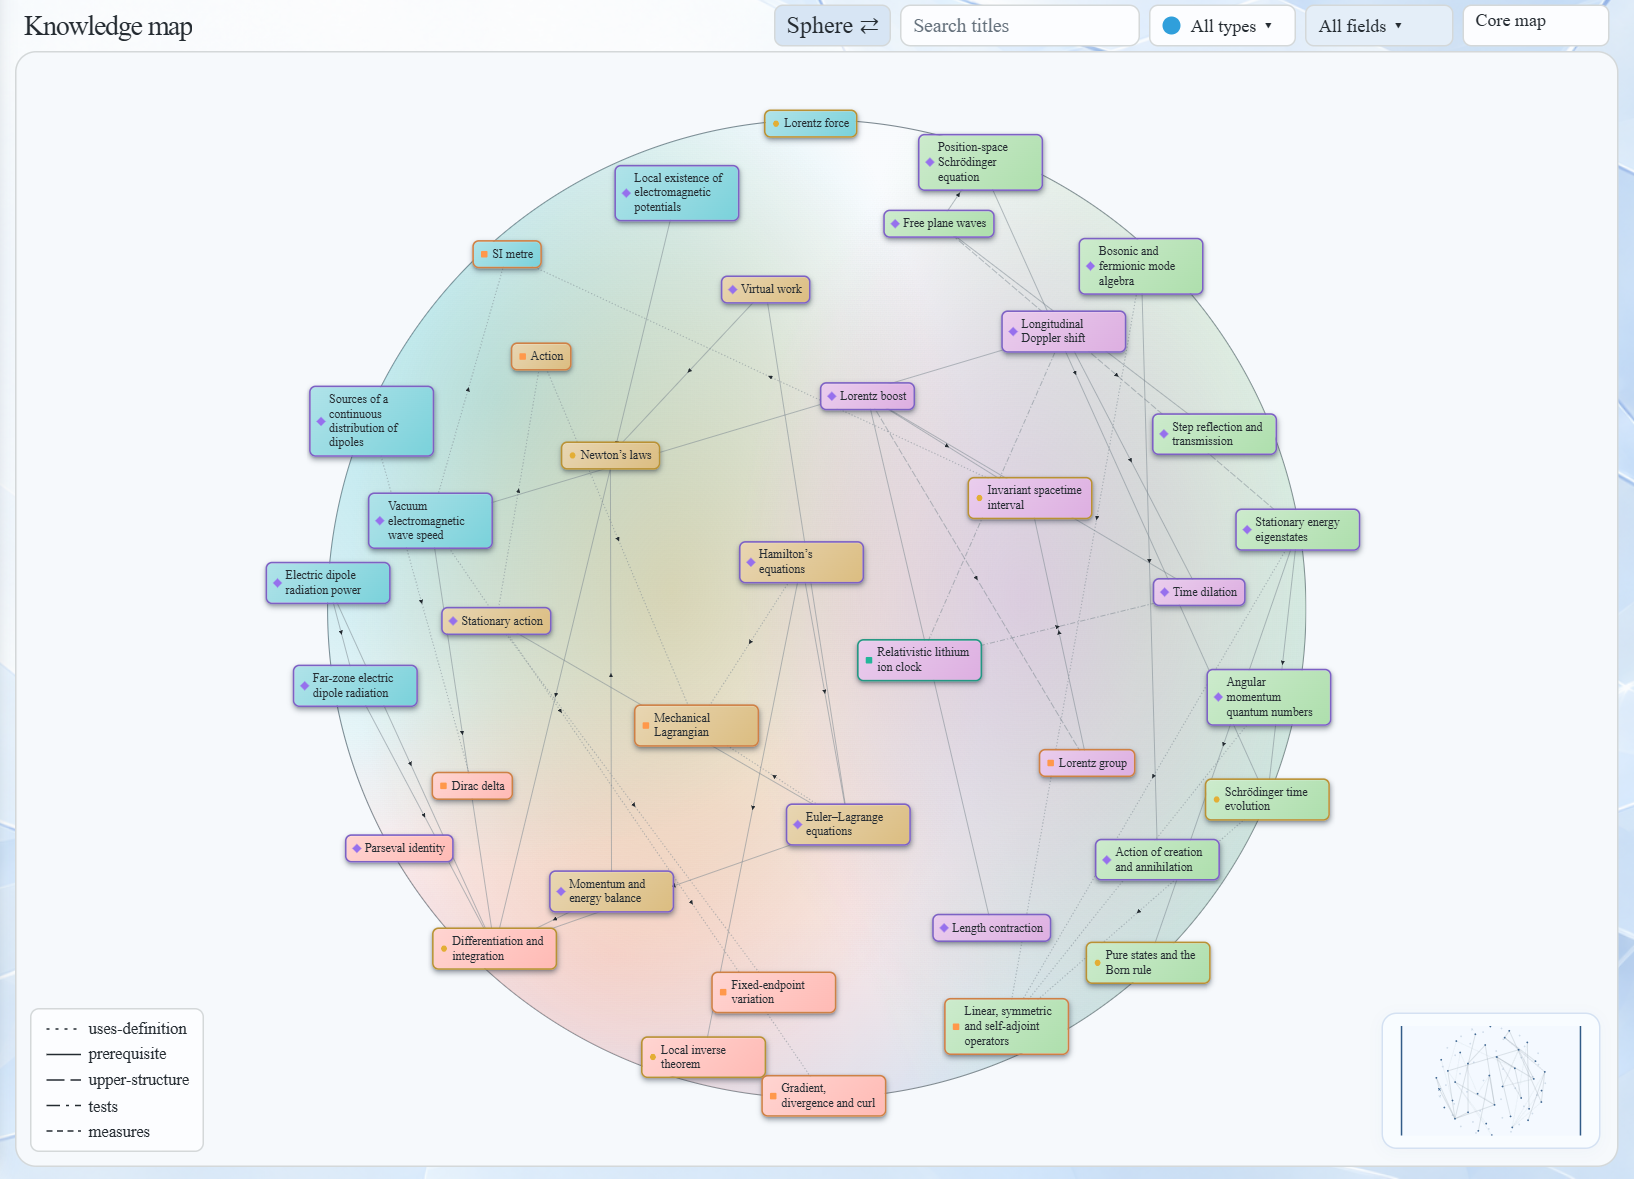 Knowledge map
Sphere ⇄
Search titles
All types ▾
All fields ▾
Core map
Lorentz force
Position-space
Schrödinger
equation
Local existence of
electromagnetic
potentials
Free plane waves
SI metre
Bosonic and
fermionic mode
algebra
Virtual work
Longitudinal
Doppler shift
Action
Sources of a
continuous
distribution of
dipoles
Lorentz boost
Step reflection and
transmission
Newton's laws
Invariant spacetime
interval
Vacuum
electromagnetic
wave speed
Stationary energy
eigenstates
Hamilton's
equations
Electric dipole
radiation power
Time dilation
Stationary action
Relativistic lithium
ion clock
Far-zone electric
dipole radiation
Angular
momentum
quantum numbers
Mechanical
Lagrangian
Lorentz group
Dirac delta
Schrödinger time
evolution
Euler–Lagrange
equations
Parseval identity
Action of creation
and annihilation
Momentum and
energy balance
Length contraction
Differentiation and
integration
Pure states and the
Born rule
Fixed-endpoint
variation
Linear, symmetric
and self-adjoint
operators
Local inverse
theorem
Gradient,
divergence and curl
uses-definition
prerequisite
upper-structure
tests
measures